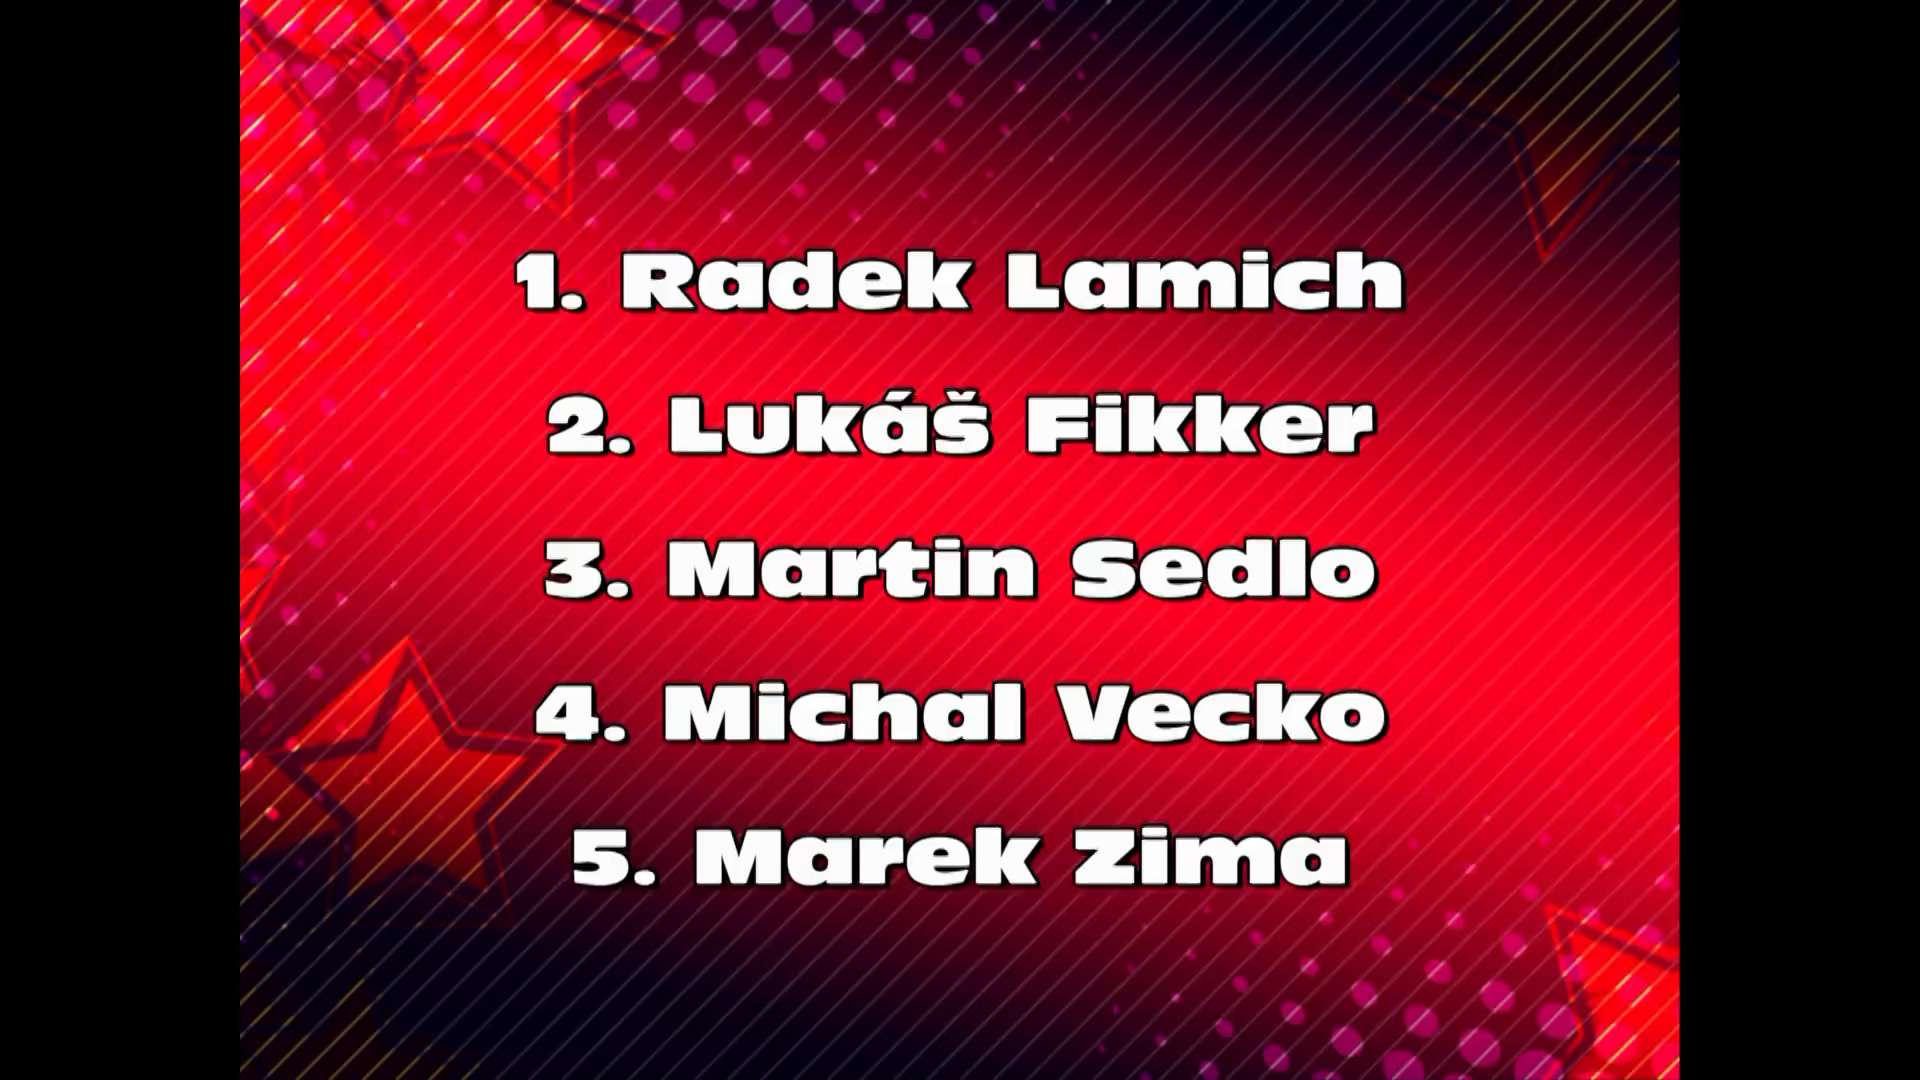 1. Radek Lamich
2. Lukáš Fikker
3. Martin Sedlo
4. Michal Vecko
5. Marek Zima